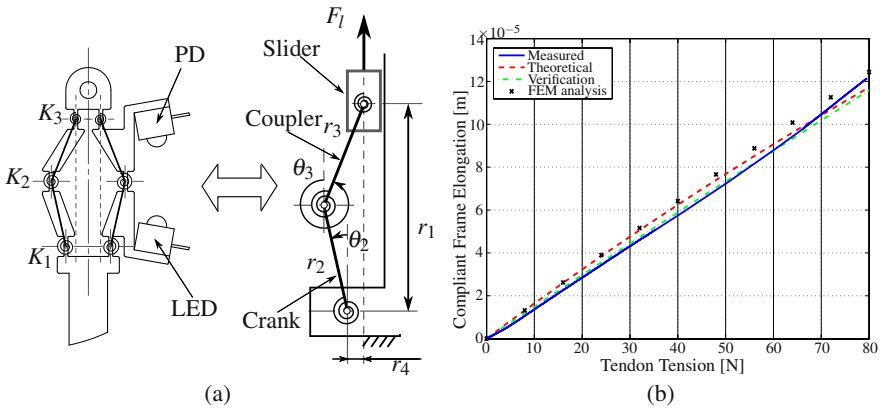 (a)
PD
K3
K2
K1
LED
Fl
Slider
Coupler
r3
θ3
θ2
r1
r2
Crank
r4
(b)
×10−5
14
12
10
8
6
4
2
0
Compliant Frame Elongation [m]
Measured
Theoretical
Verification
FEM analysis
0 10 20 30 40 50 60 70 80
Tendon Tension [N]
(a)
(b)